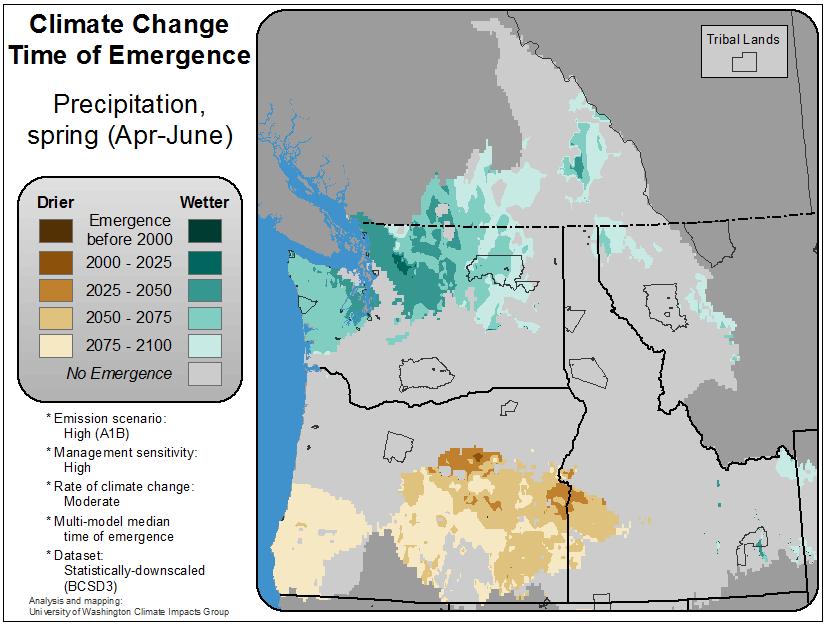 Climate Change
Time of Emergence
Precipitation,
spring (Apr-June)
Drier Wetter
Emergence
before 2000
2000 - 2025
2025 - 2050
2050 - 2075
2075 - 2100
No Emergence
* Emission scenario:
High (A1B)
* Management sensitivity:
High
* Rate of climate change:
Moderate
* Multi-model median
time of emergence
* Dataset:
Statistically-downscaled
(BCSD3)
Analysis and mapping:
University of Washington Climate Impacts Group
Tribal Lands